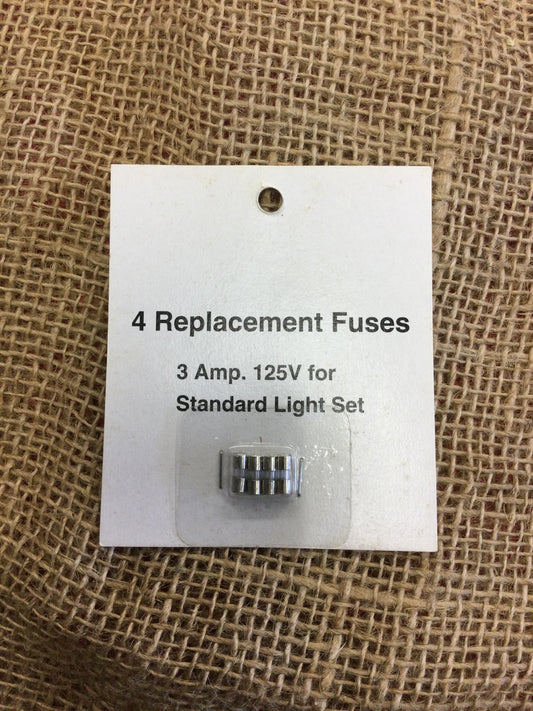 4 Replacement Fuses
3 Amp. 125V for
Standard Light Set